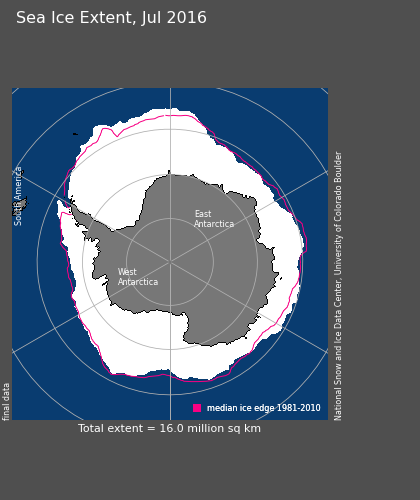 Sea Ice Extent, Jul 2016
South America
East
Antarctica
West
Antarctica
National Snow and Ice Data Center, University of Colorado Boulder
final data
median ice edge 1981-2010
Total extent = 16.0 million sq km